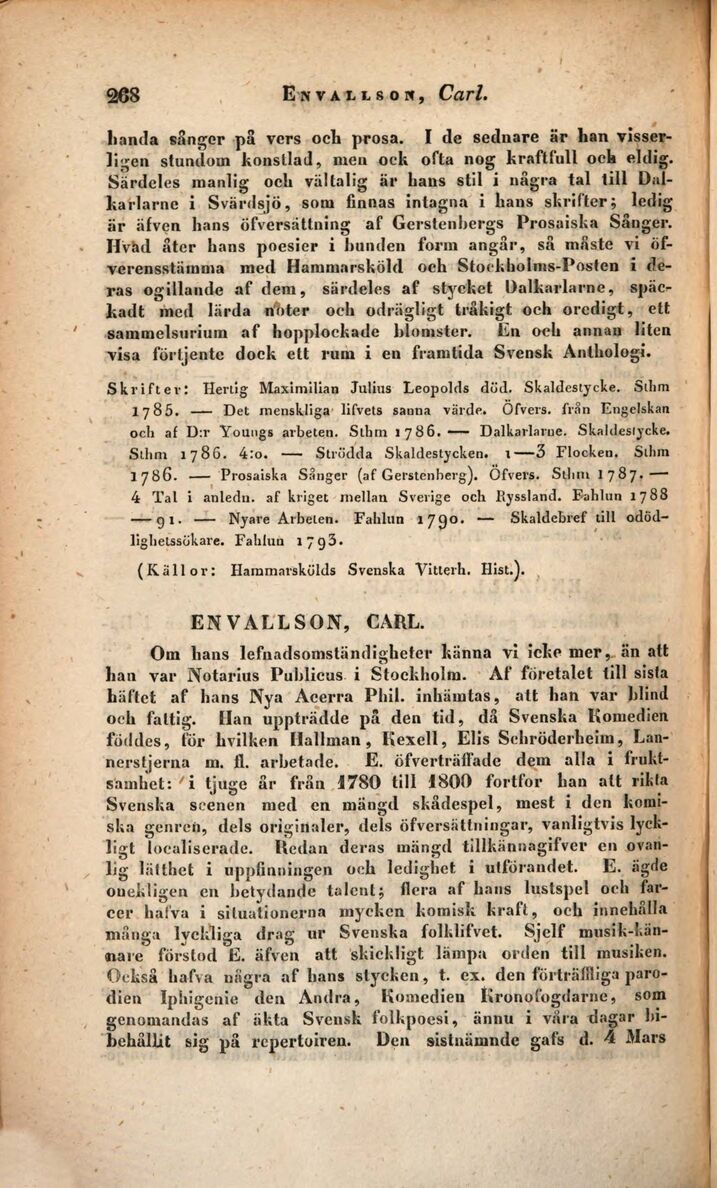 268 ENVALLSON, Carl.
handa sånger på vers och prosa. I de sednare är han visser-
ligen stundom konstlad, men ock ofta nog kraftfull och eldig.
Särdeles manlig och vältalig är hans stil i några tal till Dal-
karlarne i Svärdsjö, som finnas intagna i hans skrifter; ledig
är äfven hans öfversättning af Gerstenbergs Prosaiska Sånger.
Hvad åter hans poesier i bunden form angår, så måste vi öf-
verensstämma med Hammarsköld och Stockholms-Posten i de-
ras ogillande af dem, särdeles af stycket Dalkarlarne, späc-
kadt med lärda noter och odrägligt tråkigt och oredigt, ett
sammelsurium af hopplockade blomster. En och annan liten
visa förtjente dock ett rum i en framtida Svensk Anthologi.
Skrifter: Hertig Maximilian Julius Leopolds död. Skaldestycke. Sthm
1785. — Det menskliga lifvets sanna värde. Öfvers. från Engelskan
och af D:r Youngs arbeten. Sthm 1786. — Dalkarlarne. Skaldestycke.
Sthm 1786. 4:o. — Strödda Skaldestycken. 1—3 Flocken. Sthm
1786. — Prosaiska Sånger (af Gerstenberg). Öfvers. Sthm 1787. —
4 Tal i anledn. af kriget mellan Sverige och Ryssland. Fahlun 1788
—91. — Nyare Arbeten. Fahlun 1790. — Skaldebref till odöd-
lighetssökare. Fahlun 1793.
(Källor: Hammarskölds Svenska Vitterh. Hist.).
ENVALLSON, CARL.
Om hans lefnadsomständigheter känna vi icke mer, än att
han var Notarius Publicus i Stockholm. Af företalet till sista
häftet af hans Nya Acerra Phil. inhämtas, att han var blind
och fattig. Han uppträdde på den tid, då Svenska Komedien
föddes, för hvilken Hallman, Kexell, Elis Schröderheim, Lan-
nerstjerna m. fl. arbetade. E. öfverträffade dem alla i frukt-
samhet: i tjuge år från 1780 till 1800 fortfor han att rikta
Svenska scenen med en mängd skådespel, mest i den komi-
ska genren, dels originaler, dels öfversättningar, vanligtvis lyck-
ligt localiserade. Redan deras mängd tillkännagifver en ovan-
lig lätthet i uppfinningen och ledighet i utförandet. E. ägde
onekligen en betydande talent; flera af hans lustspel och far-
cer hafva i situationerna mycken komisk kraft, och innehålla
många lyckliga drag ur Svenska folklifvet. Sjelf musik-kän-
nare förstod E. äfven att skickligt lämpa orden till musiken.
Också hafva några af hans stycken, t. ex. den förträffliga paro-
dien Iphigenie den Andra, Komedien Kronofogdarne, som
genomandas af äkta Svensk folkpoesi, ännu i våra dagar bi-
behållit sig på repertoiren. Den sistnämnde gafs d. 4 Mars